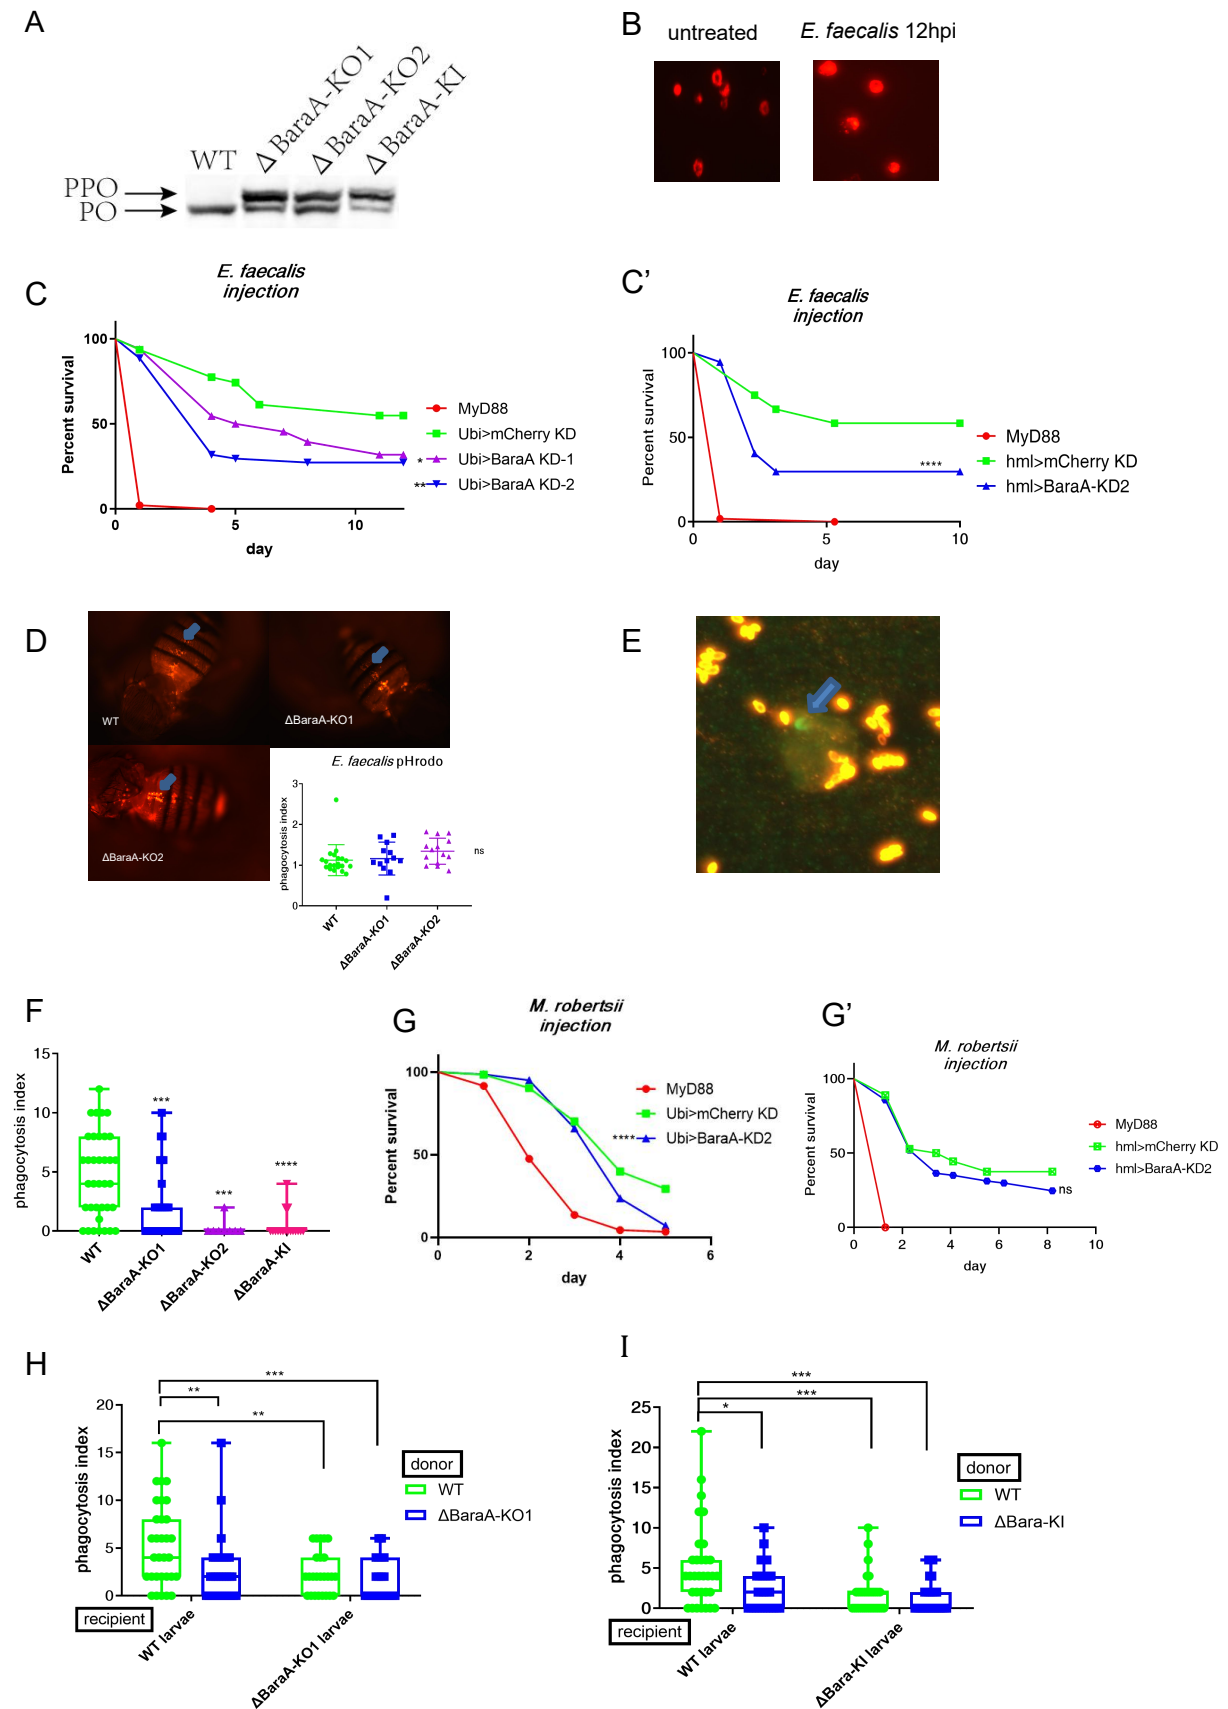 A
WT
ΔBaraA-KO1
ΔBaraA-KO2
ΔBaraA-KI
PPO
PO
B
untreated
E. faecalis 12hpi
C
E. faecalis
injection
Percent survival
100
50
0
0
5
10
day
MyD88
Ubi>mCherry KD
* Ubi>BaraA KD-1
** Ubi>BaraA KD-2
C’
E. faecalis
injection
Percent survival
100
50
0
0
5
10
day
****
MyD88
hml>mCherry KD
hml>BaraA-KD2
D
WT
ΔBaraA-KO1
ΔBaraA-KO2
E. faecalis pHrodo
phagocytosis index
3
2
1
0
ns
WT
ΔBaraA-KO1
ΔBaraA-KO2
E
F
phagocytosis index
15
10
5
0
***
***
****
WT
ΔBaraA-KO1
ΔBaraA-KO2
ΔBaraA-KI
G
M. robertsii
injection
Percent survival
100
50
0
0
2
4
6
day
MyD88
Ubi>mCherry KD
**** Ubi>BaraA-KD2
G’
M. robertsii
injection
Percent survival
100
50
0
0
2
4
6
8
10
day
ns
MyD88
hml>mCherry KD
hml>BaraA-KD2
H
phagocytosis index
20
15
10
5
0
***
**
**
donor
WT
ΔBaraA-KO1
recipient
WT larvae
ΔBaraA-KO1 larvae
I
phagocytosis index
25
20
15
10
5
0
***
***
*
donor
WT
ΔBara-KI
recipient
WT larvae
ΔBara-KI larvae